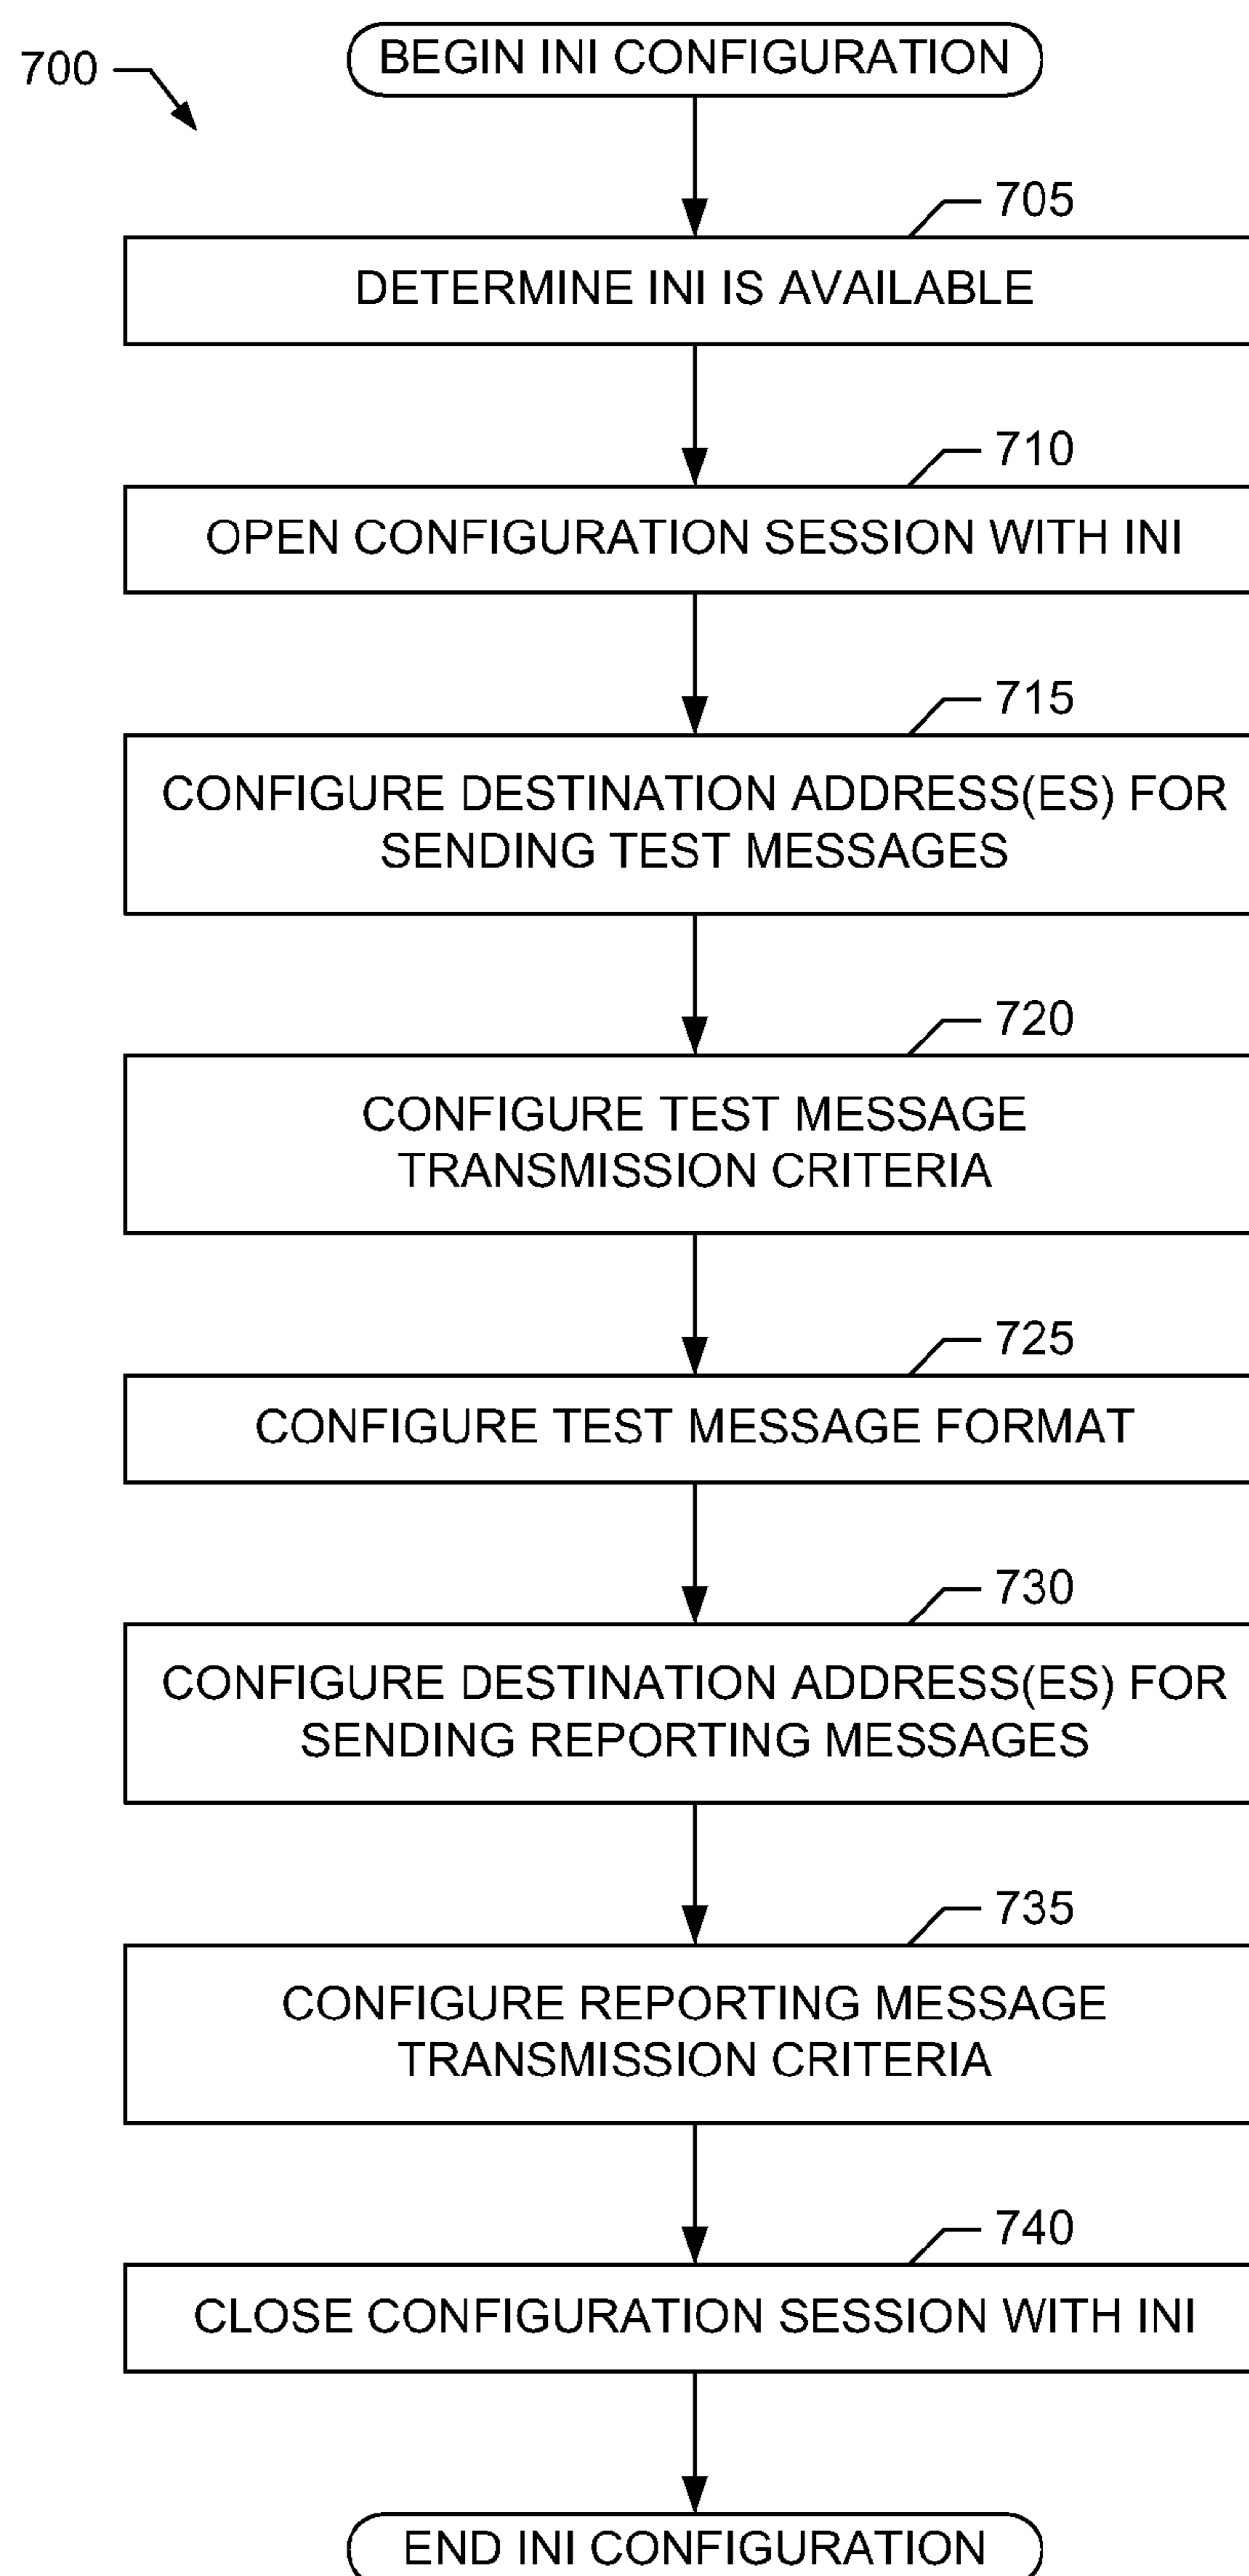 700
BEGIN INI CONFIGURATION
705
DETERMINE INI IS AVAILABLE
710
OPEN CONFIGURATION SESSION WITH INI
715
CONFIGURE DESTINATION ADDRESS(ES) FOR
SENDING TEST MESSAGES
720
CONFIGURE TEST MESSAGE
TRANSMISSION CRITERIA
725
CONFIGURE TEST MESSAGE FORMAT
730
CONFIGURE DESTINATION ADDRESS(ES) FOR
SENDING REPORTING MESSAGES
735
CONFIGURE REPORTING MESSAGE
TRANSMISSION CRITERIA
740
CLOSE CONFIGURATION SESSION WITH INI
END INI CONFIGURATION